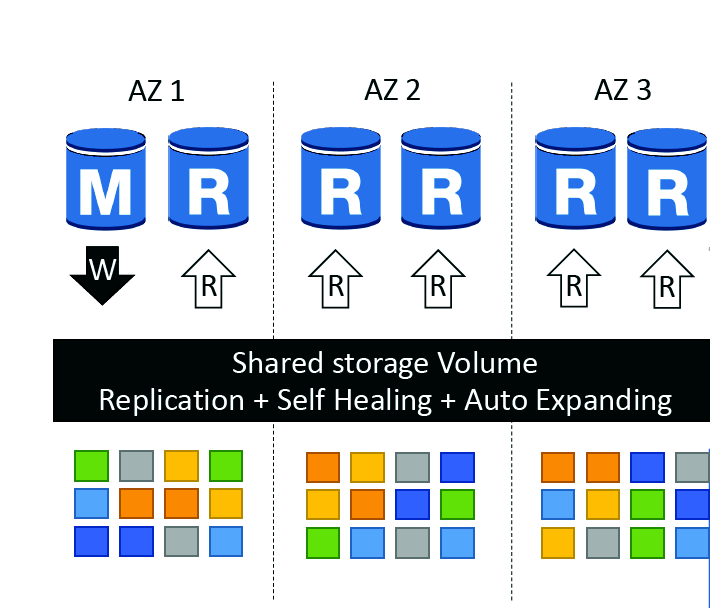 AZ 1 AZ 2 AZ 3
M R R R R R
W R R R R R
Shared storage Volume
Replication + Self Healing + Auto Expanding